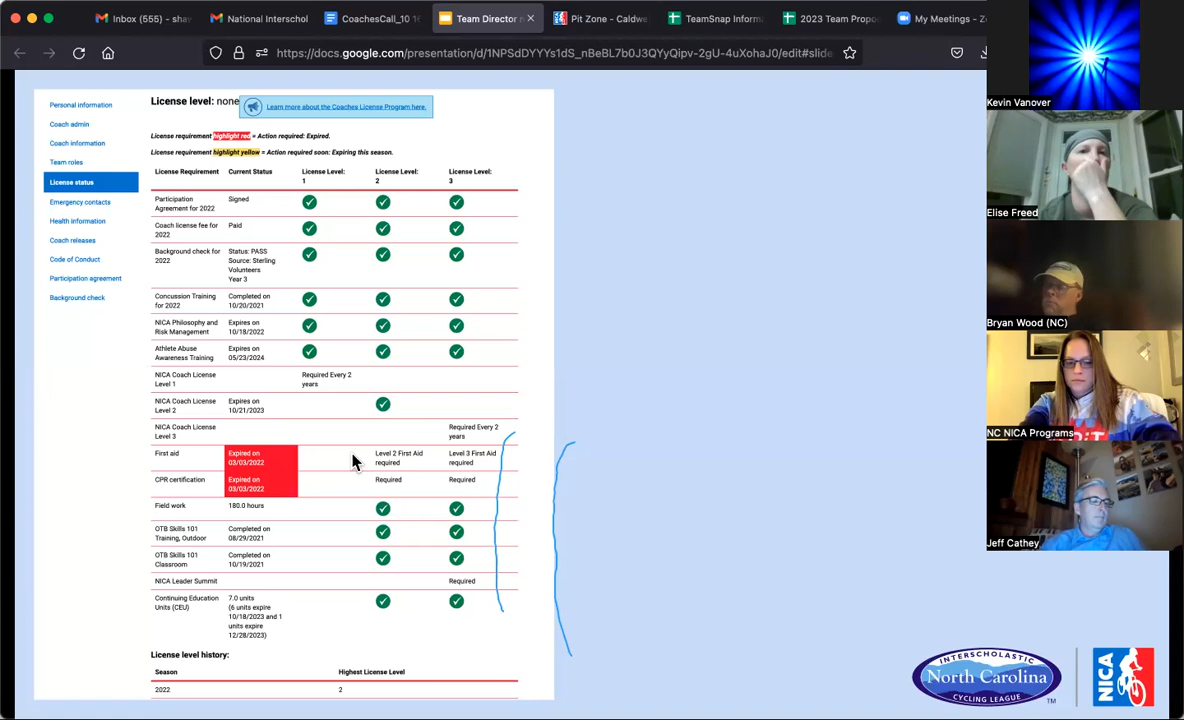 Inbox (555) - sha
National Interschol
CoachesCall_10 1
Team Director
Pit Zone - Caldwe
TeamSnap Inform
2023 Team Propo
My Meetings - Z
https://docs.google.com/presentation/d/1NPSdDYYYs1dS_nBeBL7b0J3QYyQipv-2gU-4uXohaJ0/edit#slide
Personal information
Coach admin
Coach information
Team roles
License status
Emergency contacts
Health information
Coach releases
Code of Conduct
Participation agreement
Background check
License level: none
Learn more about the Coaches License Program here.
License requirement highlight red = Action required: Expired.
License requirement highlight yellow = Action required soon: Expiring this season.
License Requirement Current Status License Level: 1 License Level: 2 License Level: 3
Participation Agreement for 2022 Signed
Coach license fee for 2022 Paid
Background check for 2022 Status: PASS
Source: Sterling Volunteers
Year 3
Concussion Training for 2022 Completed on 10/20/2021
NICA Philosophy and Risk Management Expires on 10/18/2022
Athlete Abuse Awareness Training Expires on 05/23/2024
NICA Coach License Level 1 Required Every 2 years
NICA Coach License Level 2 Expires on 10/21/2023
NICA Coach License Level 3 Required Every 2 years
First aid Expired on 03/03/2022 Level 2 First Aid required Level 3 First Aid required
CPR certification Expired on 03/03/2022 Required Required
Field work 180.0 hours
OTB Skills 101 Training, Outdoor Completed on 08/29/2021
OTB Skills 101 Classroom Completed on 10/19/2021
NICA Leader Summit Required
Continuing Education Units (CEU) 7.0 units
(6 units expire 10/18/2023 and 1 units expire 12/28/2023)
License level history:
Season Highest License Level
2022 2
Kevin Vanover
Elise Freed
Bryan Wood (NC)
NC NICA Programs
Jeff Cathey
INTERSCHOLASTIC
North Carolina
CYCLING LEAGUE
TM
NICA